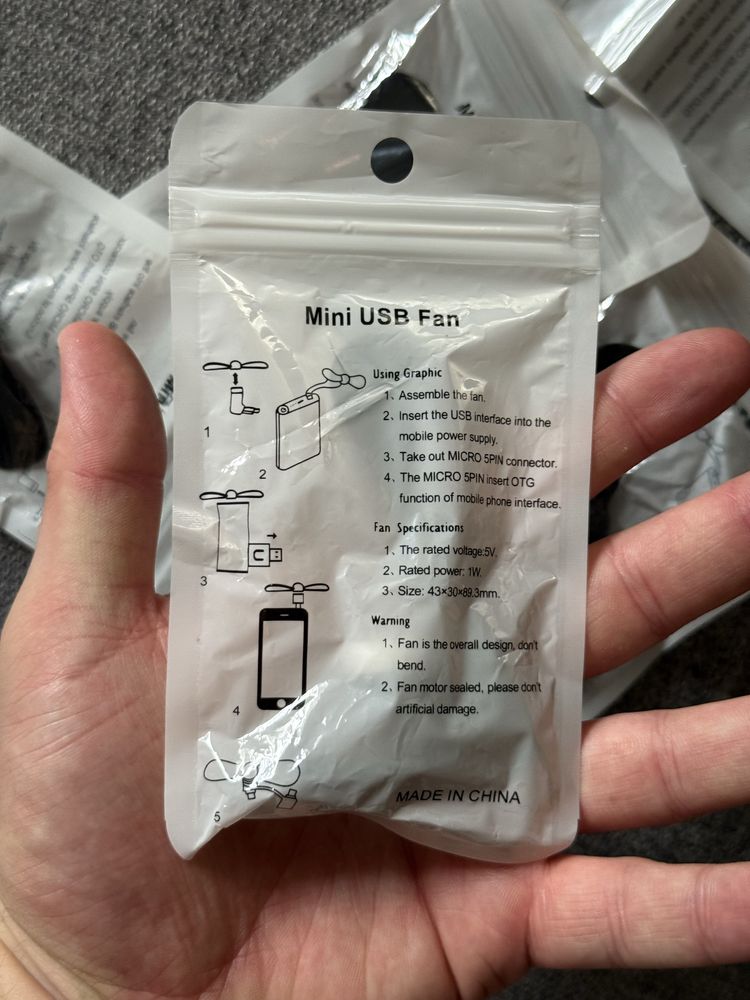 Mini USB Fan
Using Graphic
1、Assemble the fan.
2、Insert the USB interface into the
mobile power supply.
3、Take out MICRO 5PIN connector.
4、The MICRO 5PIN insert OTG
function of mobile phone interface.
Fan Specifications
1、The rated voltage:5V.
2、Rated power: 1W.
3、Size: 43×30×89.3mm.
Warning
1、Fan is the overall design, don't
bend.
2、Fan motor sealed, please don't
artificial damage.
MADE IN CHINA
1
2
3
4
5